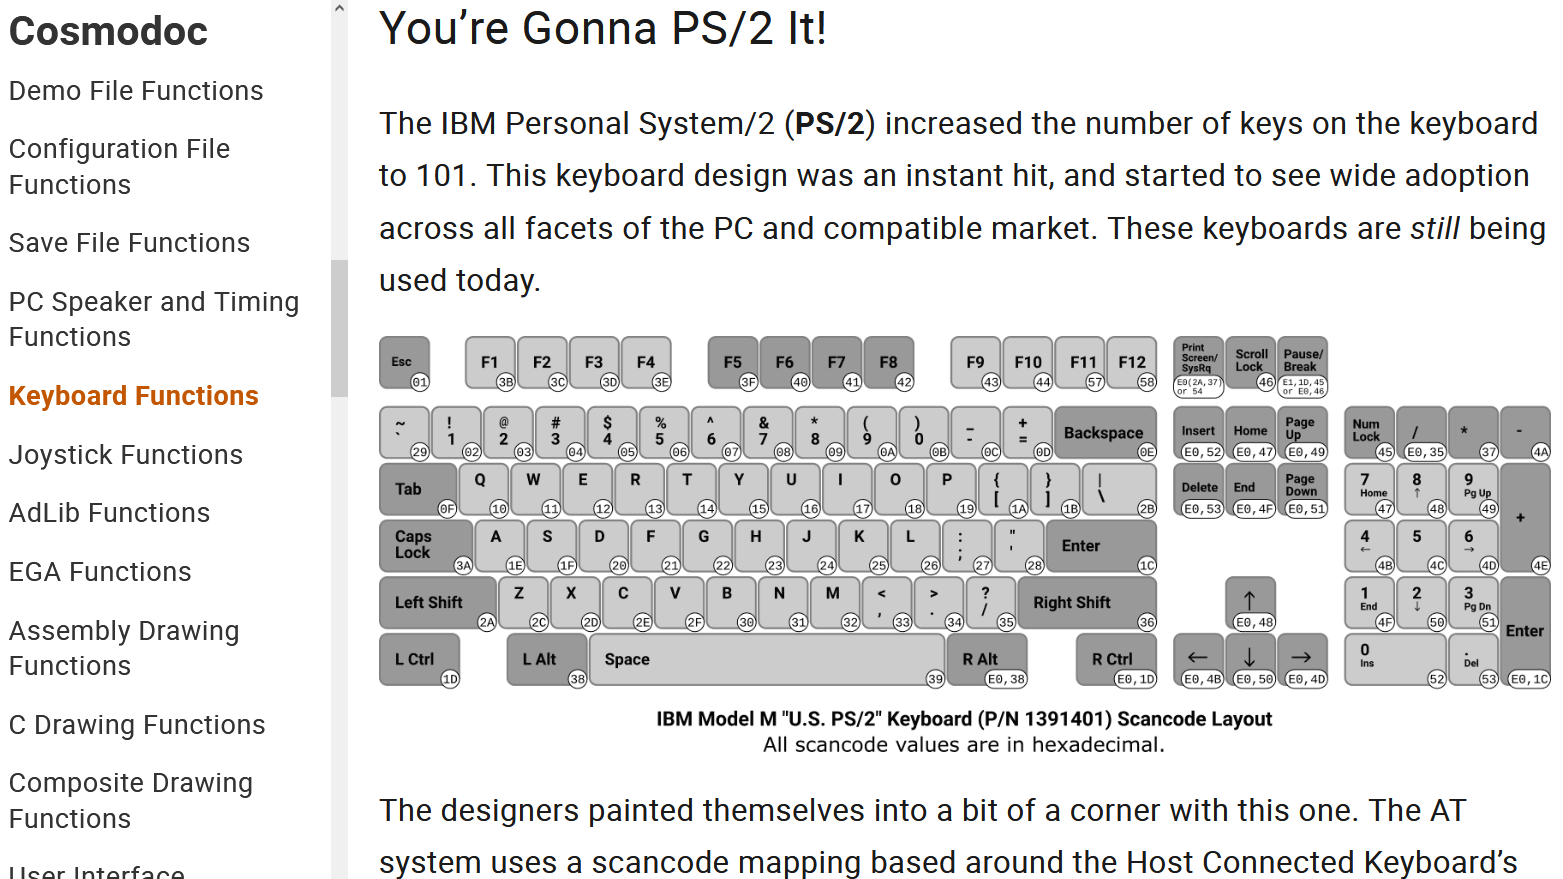 Cosmodoc
Demo File Functions
Configuration File
Functions
Save File Functions
PC Speaker and Timing
Functions
Keyboard Functions
Joystick Functions
AdLib Functions
EGA Functions
Assembly Drawing
Functions
C Drawing Functions
Composite Drawing
Functions
User Interface
You’re Gonna PS/2 It!
The IBM Personal System/2 (PS/2) increased the number of keys on the keyboard
to 101. This keyboard design was an instant hit, and started to see wide adoption
across all facets of the PC and compatible market. These keyboards are still being
used today.
Esc 01 F1 3B F2 3C F3 3D F4 3E F5 3F F6 40 F7 41 F8 42 F9 43 F10 44 F11 57 F12 58 Print Screen/ SysRq E0(2A,37) or 54 Scroll Lock 46 Pause/ Break E1,1D,45 or E0,46
~ ` 29 ! 1 02 @ 2 03 # 3 04 $ 4 05 % 5 06 ^ 6 07 & 7 08 * 8 09 ( 9 0A ) 0 0B _ - 0C + = 0D Backspace 0E Insert E0,52 Home E0,47 Page Up E0,49 Num Lock 45 / E0,35 * 37 - 4A
Tab 0F Q 10 W 11 E 12 R 13 T 14 Y 15 U 16 I 17 O 18 P 19 { [ 1A } ] 1B | \ 2B Delete E0,53 End E0,4F Page Down E0,51 7 Home 47 8 ↑ 48 9 Pg Up 49 + 4E
Caps Lock 3A A 1E S 1F D 20 F 21 G 22 H 23 J 24 K 25 L 26 : ; 27 " ' 28 Enter 1C 4 ← 4B 5 4C 6 → 4D
Left Shift 2A Z 2C X 2D C 2E V 2F B 30 N 31 M 32 < , 33 > . 34 ? / 35 Right Shift 36 ↑ E0,48 1 End 4F 2 ↓ 50 3 Pg Dn 51 Enter E0,1C
L Ctrl 1D L Alt 38 Space 39 R Alt E0,38 R Ctrl E0,1D ← E0,4B ↓ E0,50 → E0,4D 0 Ins 52 . Del 53
IBM Model M "U.S. PS/2" Keyboard (P/N 1391401) Scancode Layout
All scancode values are in hexadecimal.
The designers painted themselves into a bit of a corner with this one. The AT
system uses a scancode mapping based around the Host Connected Keyboard’s